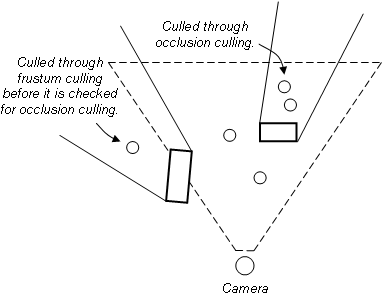 Culled through
occlusion culling.
Culled through
frustum culling
before it is checked
for occlusion culling.
Camera